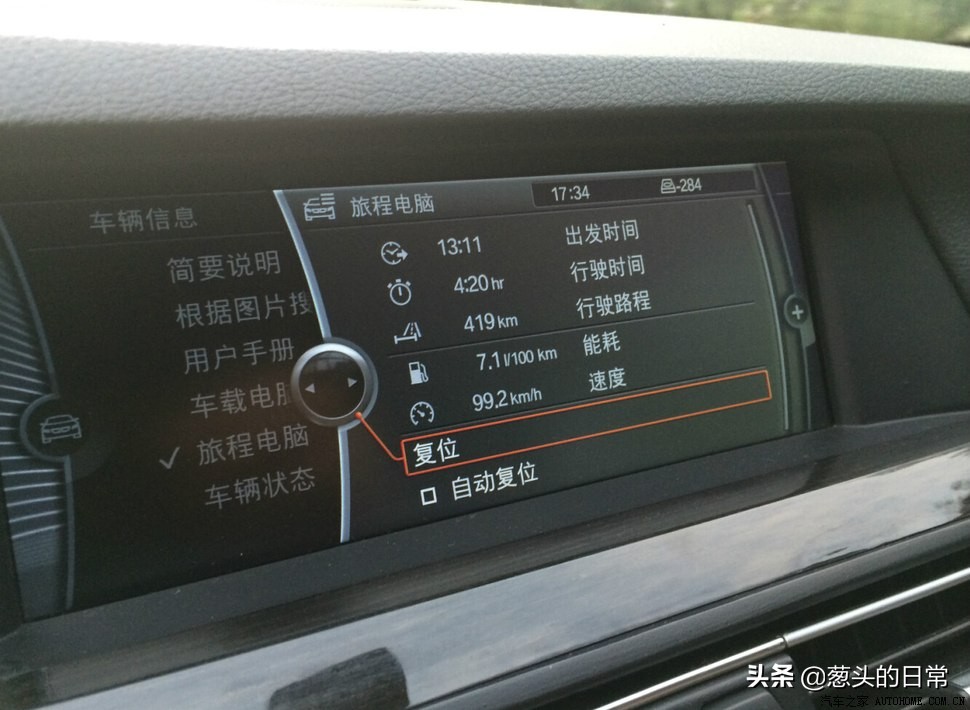 车辆信息
简要说明
根据图片搜
用户手册
车载电脑
旅程电脑
车辆状态
旅程电脑 17:34 -284
13:11 出发时间
4:20 hr 行驶时间
419 km 行驶路程
7.1 l/100 km 能耗
99.2 km/h 速度
复位
自动复位
头条 @葱头的日常
汽车之家 AUTOHOME.COM.CN